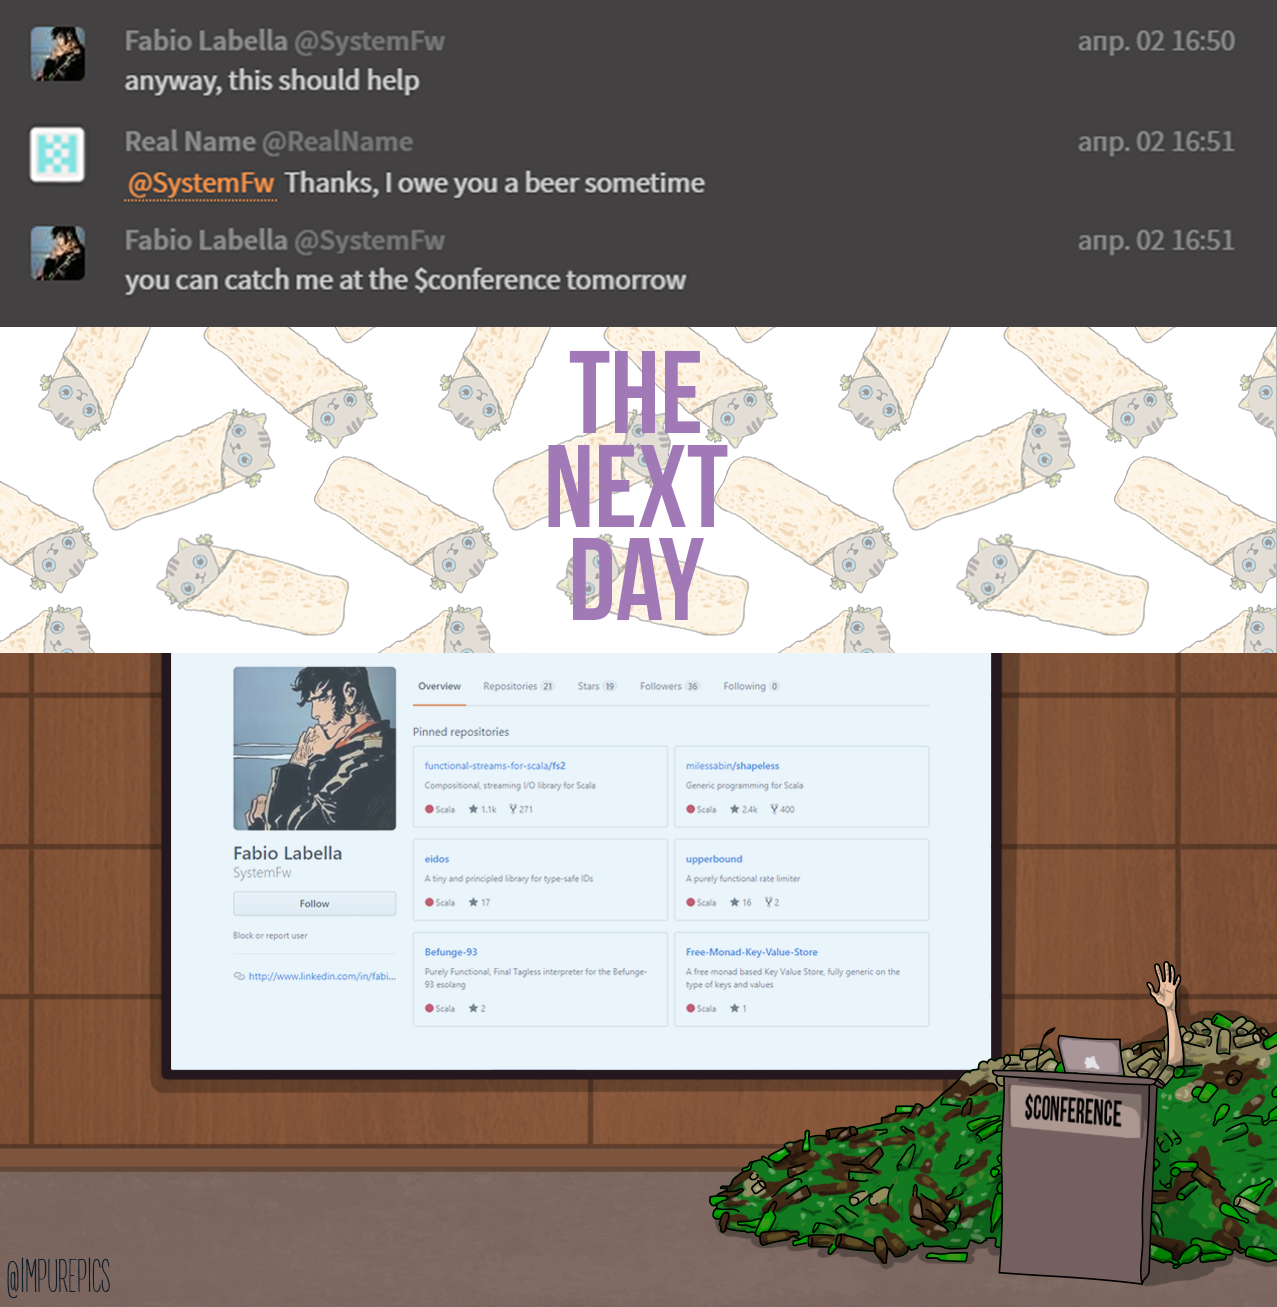 Fabio Labella @SystemFw апр. 02 16:50
anyway, this should help
Real Name @RealName апр. 02 16:51
@SystemFw Thanks, I owe you a beer sometime
Fabio Labella @SystemFw апр. 02 16:51
you can catch me at the $conference tomorrow
THE
NEXT
DAY
Overview Repositories 21 Stars 19 Followers 36 Following 0
Pinned repositories
functional-streams-for-scala/fs2
Compositional, streaming I/O library for Scala
Scala 1.1k 271
milessabin/shapeless
Generic programming for Scala
Scala 2.4k 400
eidos
A tiny and principled library for type-safe IDs
Scala 17
upperbound
A purely functional rate limiter
Scala 16 2
Befunge-93
Purely Functional, Final Tagless interpreter for the Befunge-
93 esolang
Scala 2
Free-Monad-Key-Value-Store
A free monad based Key Value Store, fully generic on the
type of keys and values
Scala 1
Fabio Labella
SystemFw
Follow
Block or report user
http://www.linkedin.com/in/fabi...
$CONFERENCE
@IMPUREPICS